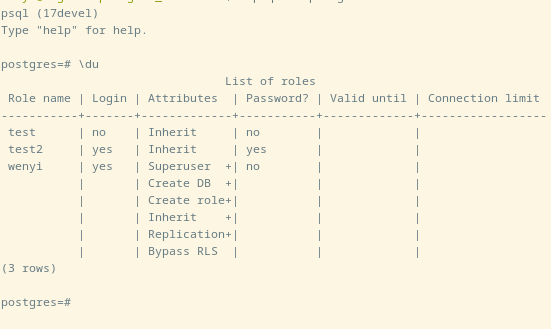 psql (17devel)
Type "help" for help.

postgres=# \du
                                 List of roles
 Role name | Login | Attributes  | Password? | Valid until | Connection limit
-----------+-------+-------------+-----------+-------------+------------------
 test      | no    | Inherit     | no        |             |
 test2     | yes   | Inherit     | yes       |             |
 wenyi     | yes   | Superuser  +| no        |             |
           |       | Create DB  +|           |             |
           |       | Create role+|           |             |
           |       | Inherit    +|           |             |
           |       | Replication+|           |             |
           |       | Bypass RLS  |           |             |
(3 rows)

postgres=#